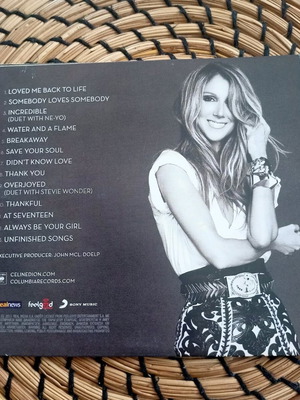 LOVED ME BACK TO LIFE
SOMEBODY LOVES SOMEBODY
INCREDIBLE
(DUET WITH NE-YO)
WATER AND A FLAME
BREAKAWAY
SAVE YOUR SOUL
DIDN'T KNOW LOVE
THANK YOU
OVERJOYED
(DUET WITH STEVIE WONDER)
THANKFUL
AT SEVENTEEN
ALWAYS BE YOUR GIRL
UNFINISHED SONGS
EXECUTIVE PRODUCER: JOHN MCL. DOELP
CELINEDION.COM
COLUMBIARECORDS.COM
feelgood
SONY MUSIC